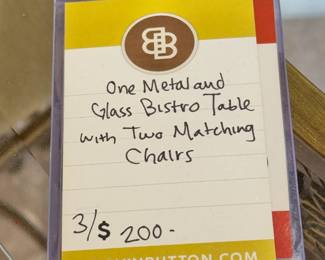 One Metal and
Glass Bistro Table
with Two Matching
Chairs
3/$ 200-